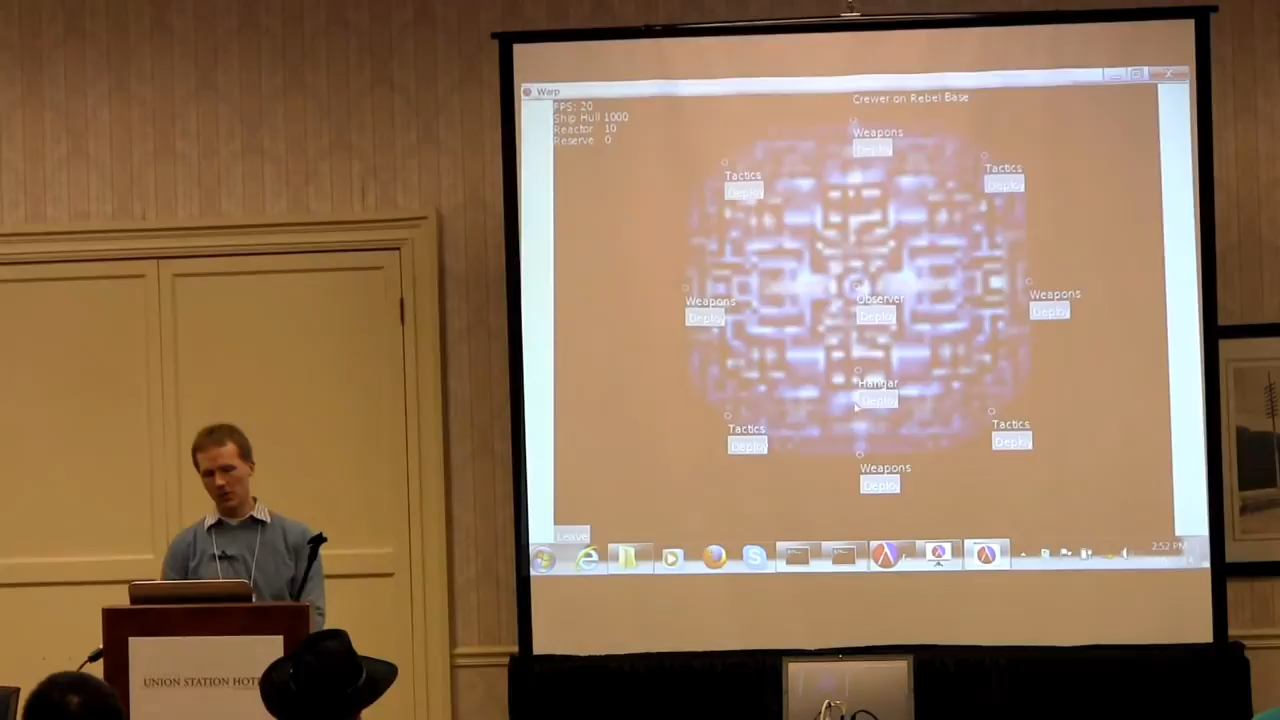 Warp
FPS: 20
Ship Hull 1000
Reactor 10
Reserve 0
Crewer on Rebel Base
Weapons
Deploy
Tactics
Deploy
Tactics
Deploy
Weapons
Deploy
Observer
Deploy
Weapons
Deploy
Hangar
Deploy
Tactics
Deploy
Tactics
Deploy
Weapons
Deploy
Leave
2:52 PM
UNION STATION HOT